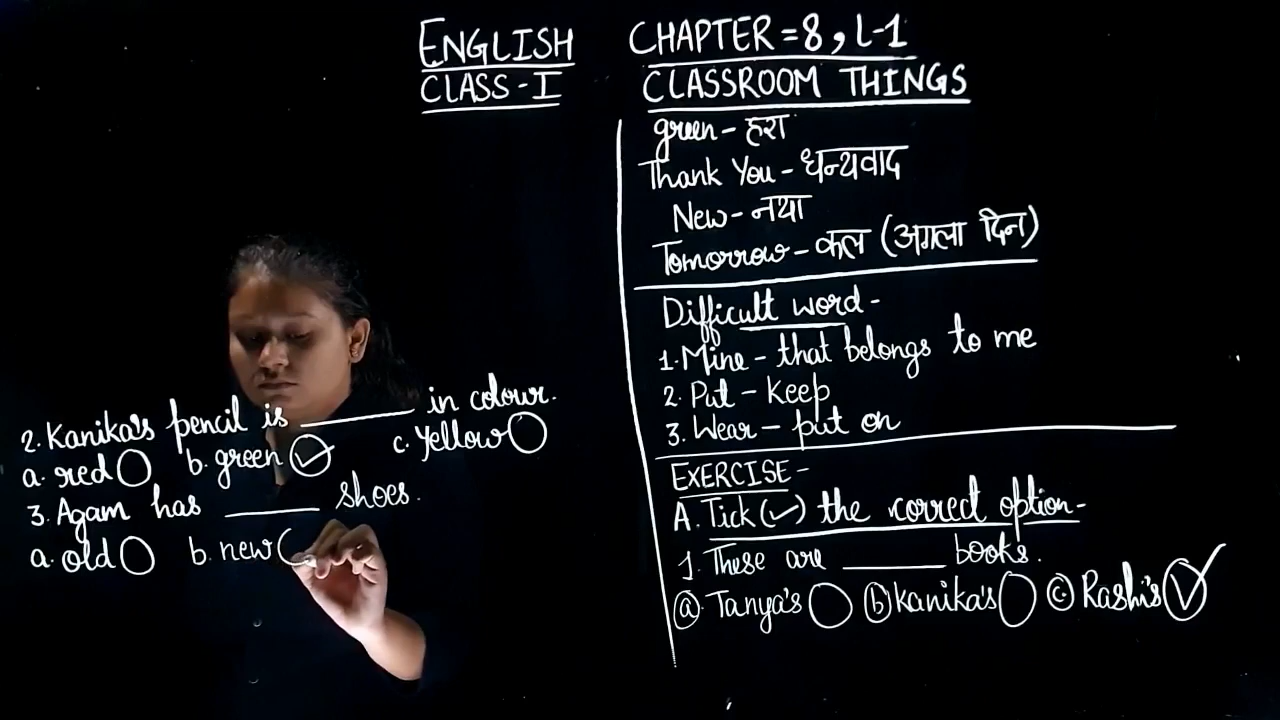 ENGLISH CHAPTER = 8, L-1
CLASS - I CLASSROOM THINGS
green - हरा
Thank You - धन्यवाद
New - नया
Tomorrow - कल (अगला दिन)
Difficult word -
1. Mine - that belongs to me
2. Put - Keep
3. Wear - put on
EXERCISE -
A. Tick (✓) the correct option -
1. These are ______ books.
ⓐ. Tanya's ◯ ⓑ Kanika's ◯ ⓒ Rashi's ✓
2. Kanika's pencil is ______ in colour.
a. red ◯ b. green ✓ c. Yellow ◯
3. Agam has ______ shoes.
a. old ◯ b. new